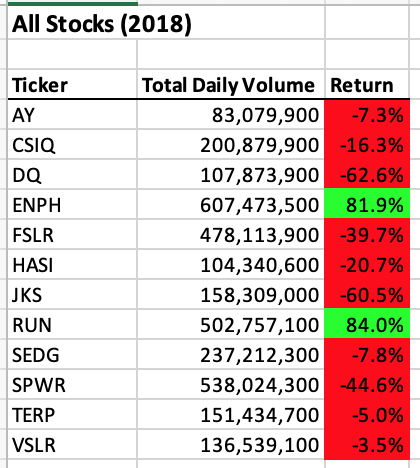 All Stocks (2018)
Ticker Total Daily Volume Return
AY 83,079,900 -7.3%
CSIQ 200,879,900 -16.3%
DQ 107,873,900 -62.6%
ENPH 607,473,500 81.9%
FSLR 478,113,900 -39.7%
HASI 104,340,600 -20.7%
JKS 158,309,000 -60.5%
RUN 502,757,100 84.0%
SEDG 237,212,300 -7.8%
SPWR 538,024,300 -44.6%
TERP 151,434,700 -5.0%
VSLR 136,539,100 -3.5%